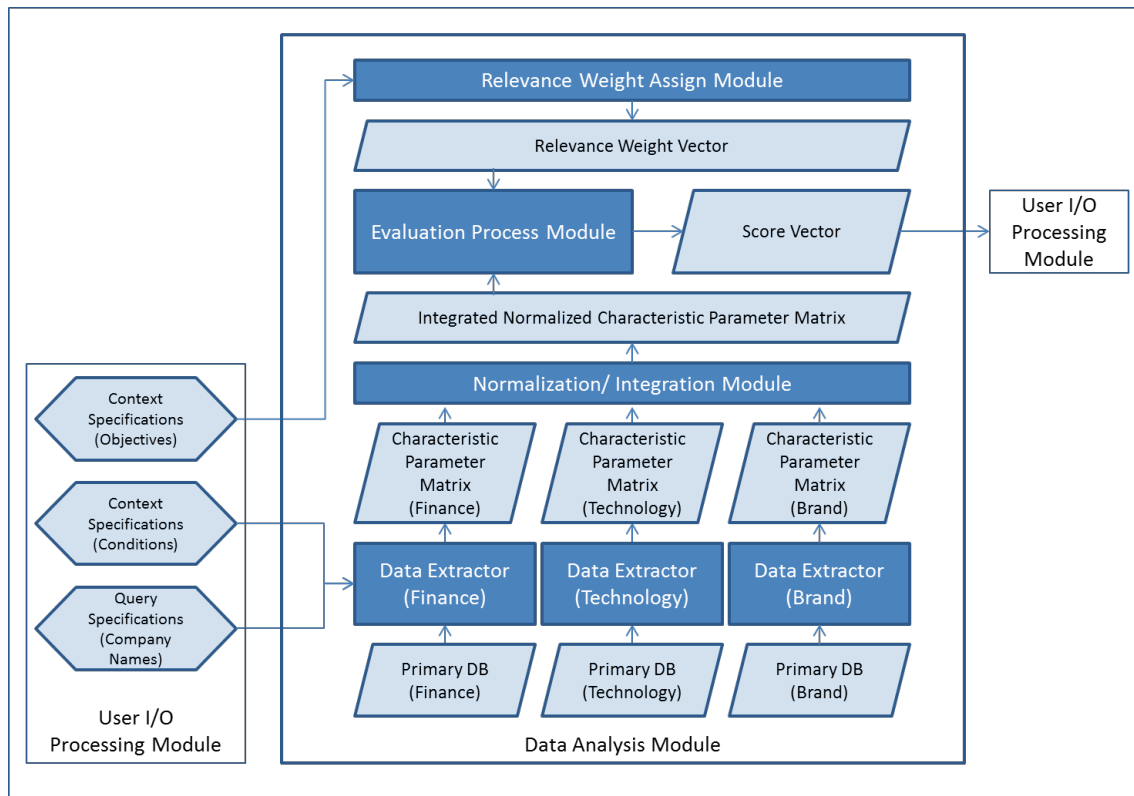 Relevance Weight Assign Module
Relevance Weight Vector
Evaluation Process Module
Score Vector
User I/O
Processing
Module
Integrated Normalized Characteristic Parameter Matrix
Normalization/ Integration Module
Context
Specifications
(Objectives)
Characteristic
Parameter
Matrix
(Finance)
Characteristic
Parameter
Matrix
(Technology)
Characteristic
Parameter
Matrix
(Brand)
Context
Specifications
(Conditions)
Data Extractor
(Finance)
Data Extractor
(Technology)
Data Extractor
(Brand)
Query
Specifications
(Company
Names)
Primary DB
(Finance)
Primary DB
(Technology)
Primary DB
(Brand)
User I/O
Processing Module
Data Analysis Module